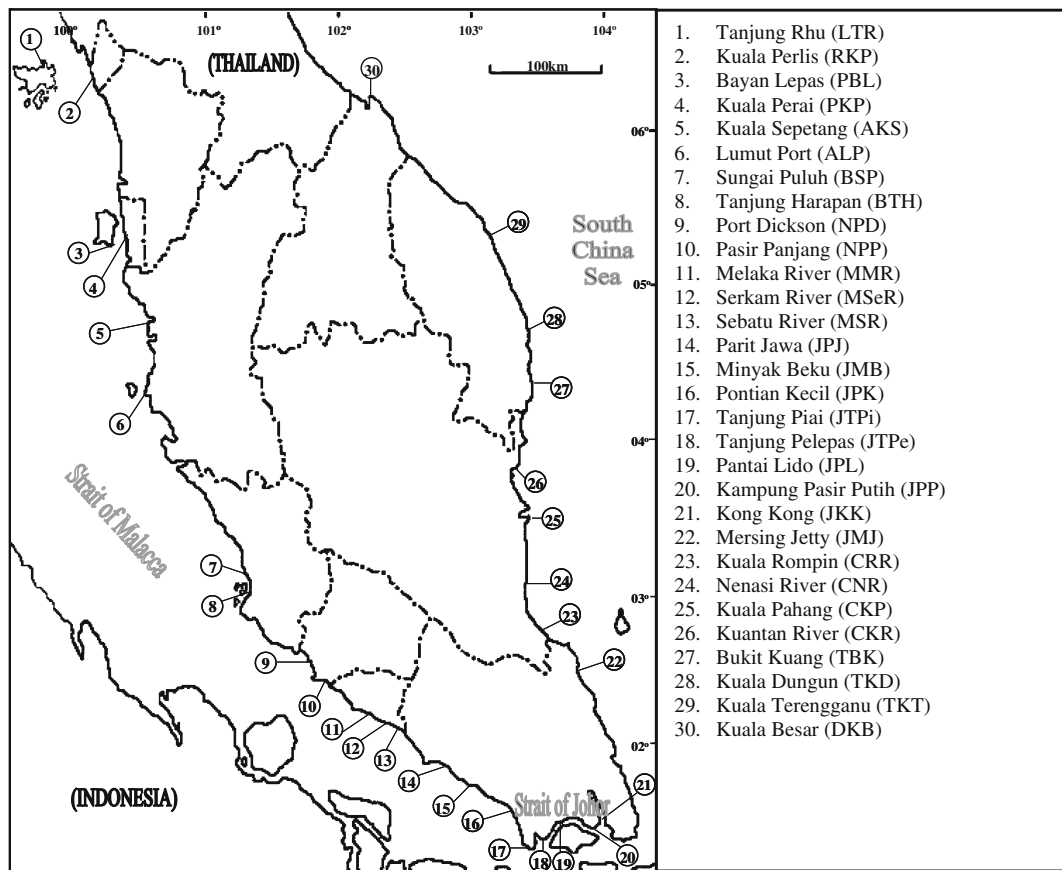 100º 101º 102º 103º 104º
1
(THAILAND)
30
100km
2
06º
29
South
China
Sea
3
4
05º
5
28
27
6
04º
26
25
Strait of Malacca
7
24
8
03º
23
9
22
10
11
12
13
02º
14
21
(INDONESIA)
15
Strait of Johor
16
17
18
19
20
1. Tanjung Rhu (LTR)
2. Kuala Perlis (RKP)
3. Bayan Lepas (PBL)
4. Kuala Perai (PKP)
5. Kuala Sepetang (AKS)
6. Lumut Port (ALP)
7. Sungai Puluh (BSP)
8. Tanjung Harapan (BTH)
9. Port Dickson (NPD)
10. Pasir Panjang (NPP)
11. Melaka River (MMR)
12. Serkam River (MSeR)
13. Sebatu River (MSR)
14. Parit Jawa (JPJ)
15. Minyak Beku (JMB)
16. Pontian Kecil (JPK)
17. Tanjung Piai (JTPi)
18. Tanjung Pelepas (JTPe)
19. Pantai Lido (JPL)
20. Kampung Pasir Putih (JPP)
21. Kong Kong (JKK)
22. Mersing Jetty (JMJ)
23. Kuala Rompin (CRR)
24. Nenasi River (CNR)
25. Kuala Pahang (CKP)
26. Kuantan River (CKR)
27. Bukit Kuang (TBK)
28. Kuala Dungun (TKD)
29. Kuala Terengganu (TKT)
30. Kuala Besar (DKB)